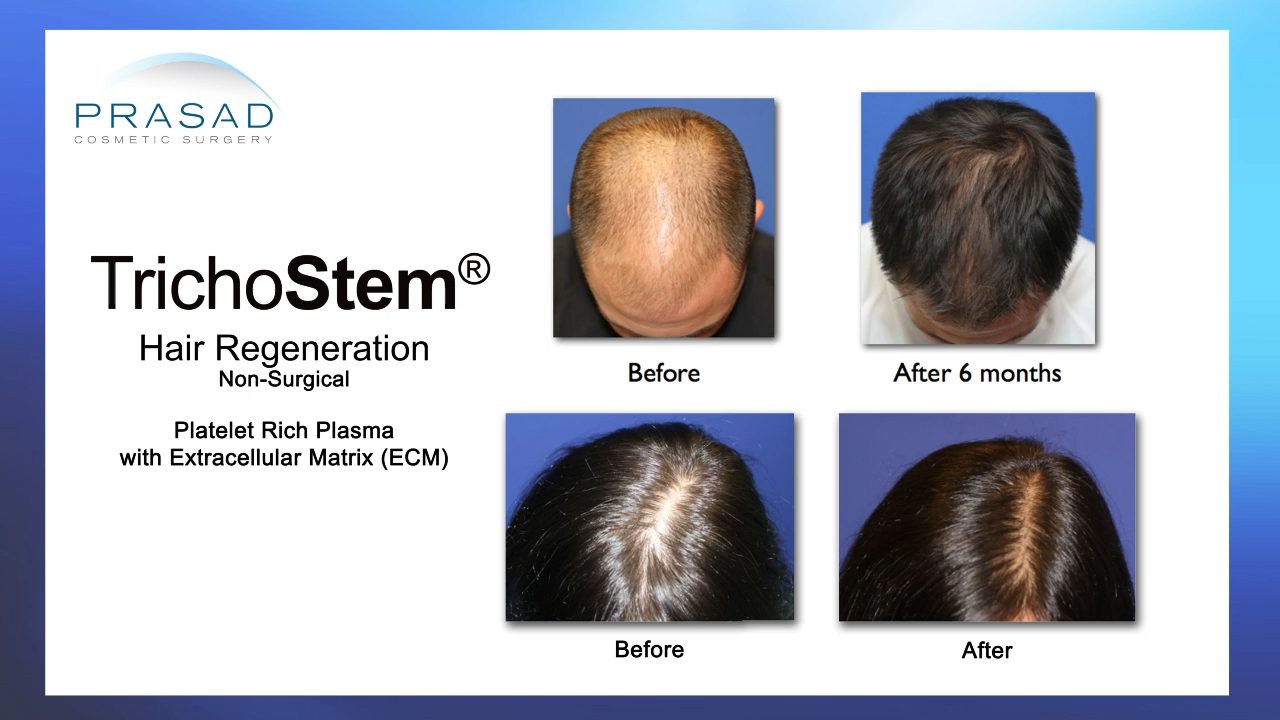 PRASAD
COSMETIC SURGERY
TrichoStem®
Hair Regeneration
Non-Surgical
Platelet Rich Plasma
with Extracellular Matrix (ECM)
Before
After 6 months
Before
After